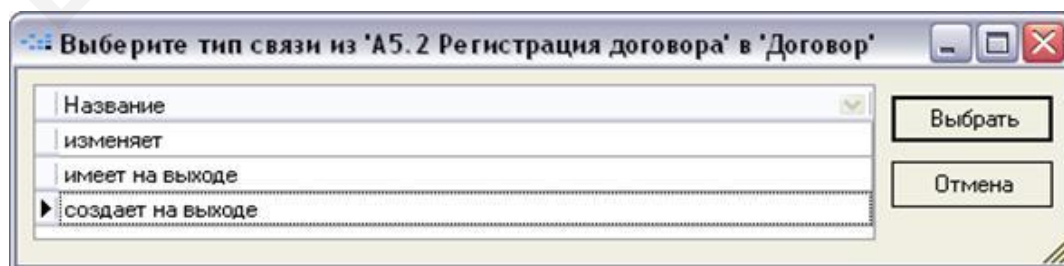 Выберите тип связи из 'А5.2 Регистрация договора' в 'Договор'
Название
изменяет
имеет на выходе
создает на выходе
Выбрать
Отмена